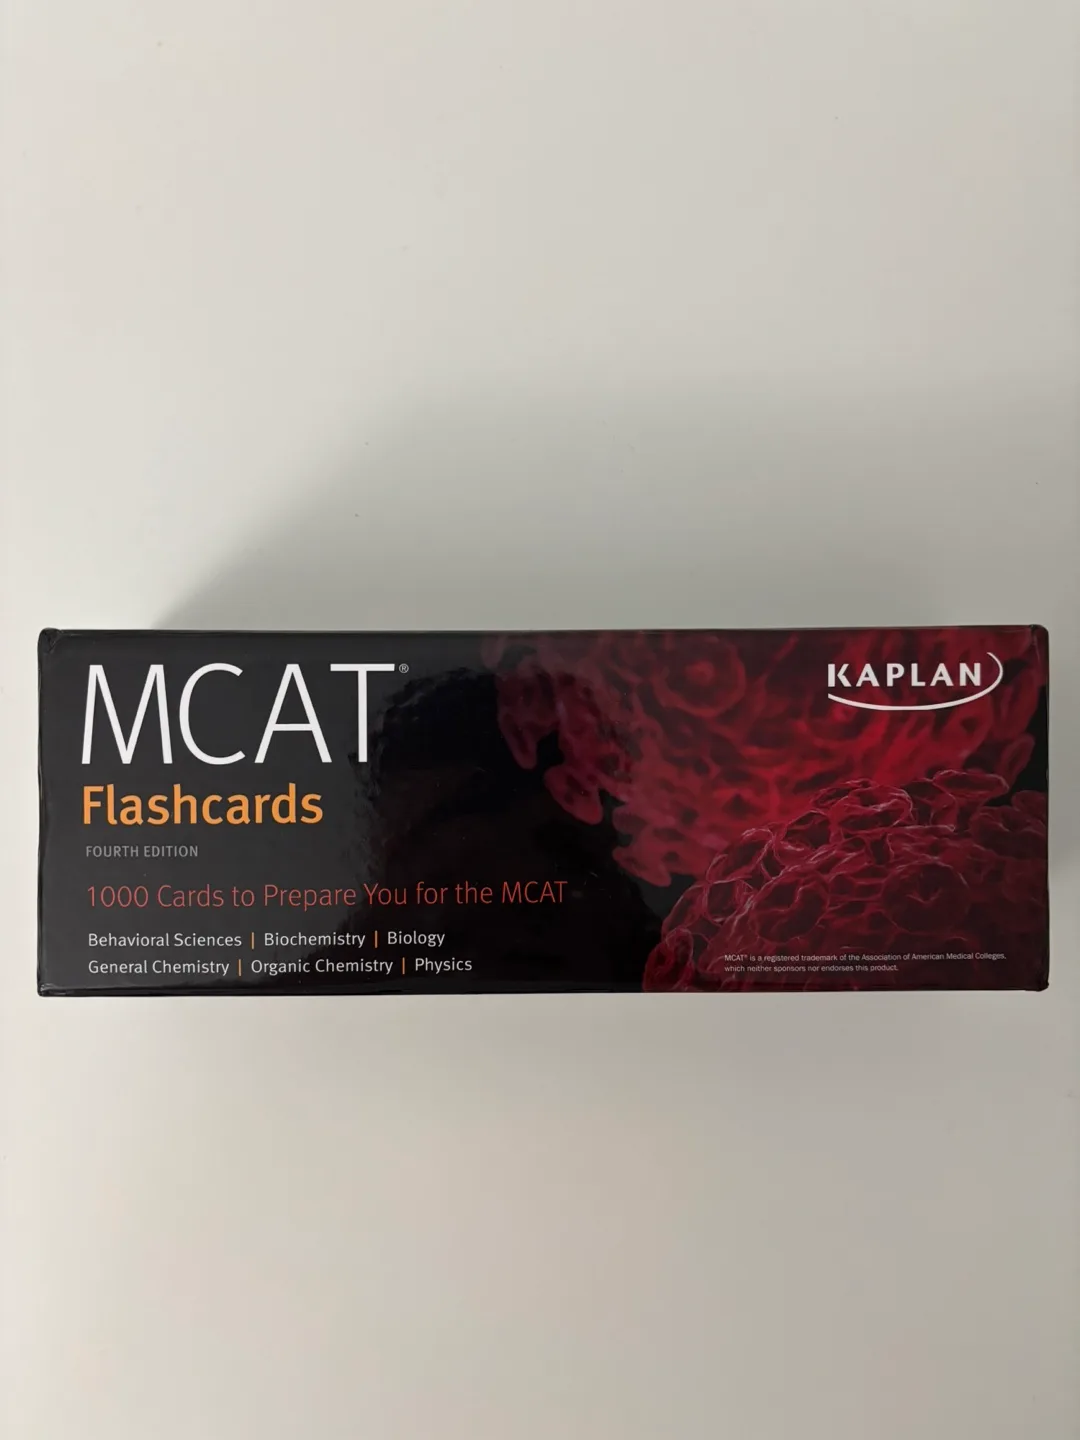 MCAT®
KAPLAN
Flashcards
FOURTH EDITION
1000 Cards to Prepare You for the MCAT
Behavioral Sciences | Biochemistry | Biology
General Chemistry | Organic Chemistry | Physics
MCAT® is a registered trademark of the Association of American Medical Colleges,
which neither sponsors nor endorses this product.